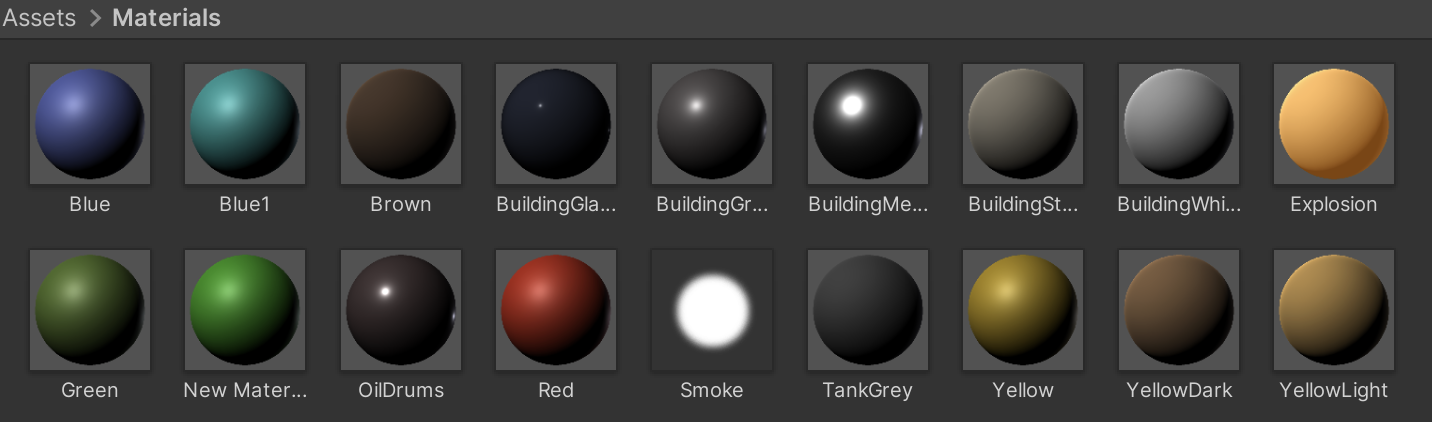 Assets > Materials
Blue Blue1 Brown BuildingGla... BuildingGr... BuildingMe... BuildingSt... BuildingWhi... Explosion
Green New Mater... OilDrums Red Smoke TankGrey Yellow YellowDark YellowLight